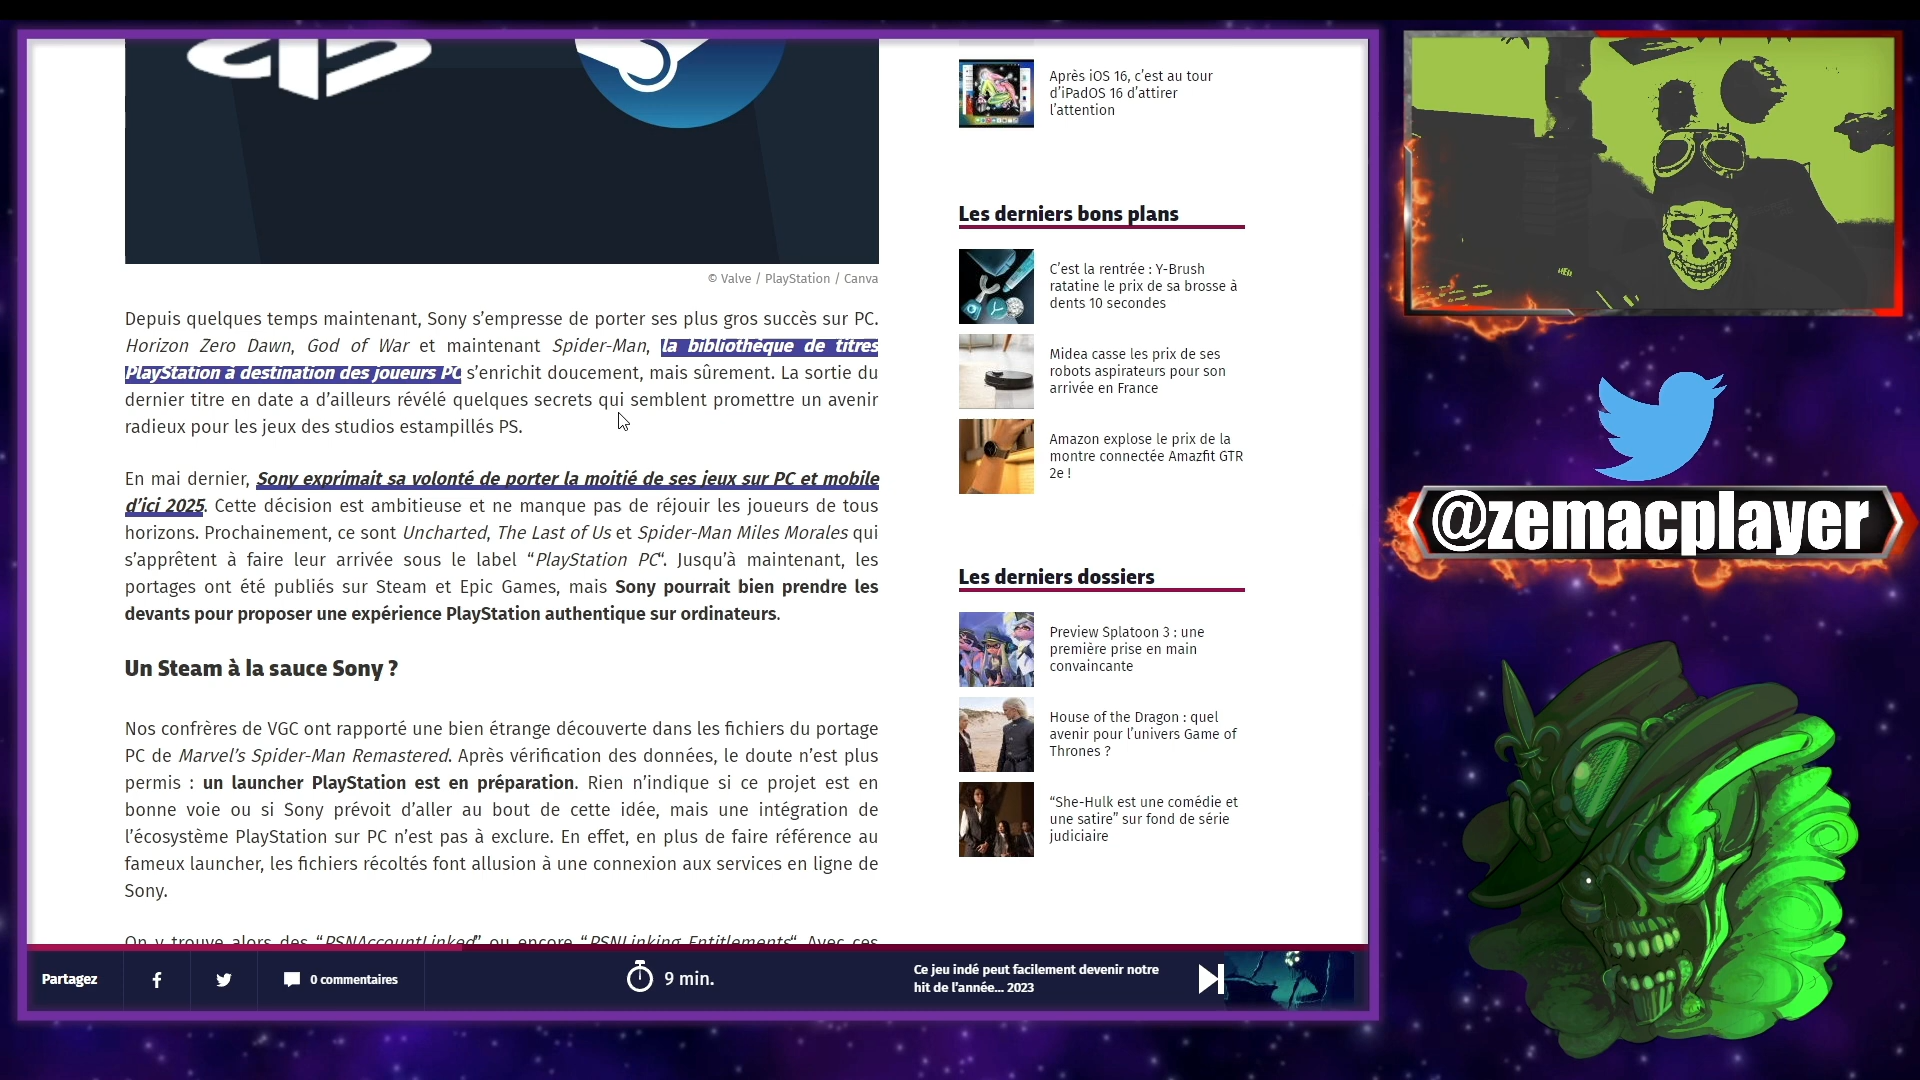 © Valve / PlayStation / Canva
Depuis quelques temps maintenant, Sony s’empresse de porter ses plus gros succès sur PC.
Horizon Zero Dawn, God of War et maintenant Spider-Man, la bibliothèque de titres
PlayStation à destination des joueurs PC s’enrichit doucement, mais sûrement. La sortie du
dernier titre en date a d’ailleurs révélé quelques secrets qui semblent promettre un avenir
radieux pour les jeux des studios estampillés PS.
En mai dernier, Sony exprimait sa volonté de porter la moitié de ses jeux sur PC et mobile
d’ici 2025. Cette décision est ambitieuse et ne manque pas de réjouir les joueurs de tous
horizons. Prochainement, ce sont Uncharted, The Last of Us et Spider-Man Miles Morales qui
s’apprêtent à faire leur arrivée sous le label “PlayStation PC“. Jusqu’à maintenant, les
portages ont été publiés sur Steam et Epic Games, mais Sony pourrait bien prendre les
devants pour proposer une expérience PlayStation authentique sur ordinateurs.
Un Steam à la sauce Sony ?
Nos confrères de VGC ont rapporté une bien étrange découverte dans les fichiers du portage
PC de Marvel’s Spider-Man Remastered. Après vérification des données, le doute n’est plus
permis : un launcher PlayStation est en préparation. Rien n’indique si ce projet est en
bonne voie ou si Sony prévoit d’aller au bout de cette idée, mais une intégration de
l’écosystème PlayStation sur PC n’est pas à exclure. En effet, en plus de faire référence au
fameux launcher, les fichiers récoltés font allusion à une connexion aux services en ligne de
Sony.
On y trouve alors des “PSNAccountLinked” ou encore “PSNLinking Entitlements“. Avec ces
Après iOS 16, c’est au tour
d’iPadOS 16 d’attirer
l’attention
Les derniers bons plans
C’est la rentrée : Y-Brush
ratatine le prix de sa brosse à
dents 10 secondes
Midea casse les prix de ses
robots aspirateurs pour son
arrivée en France
Amazon explose le prix de la
montre connectée Amazfit GTR
2e !
Les derniers dossiers
Preview Splatoon 3 : une
première prise en main
convaincante
House of the Dragon : quel
avenir pour l’univers Game of
Thrones ?
“She-Hulk est une comédie et
une satire” sur fond de série
judiciaire
Partagez
0 commentaires
9 min.
Ce jeu indé peut facilement devenir notre
hit de l’année... 2023
@zemacplayer